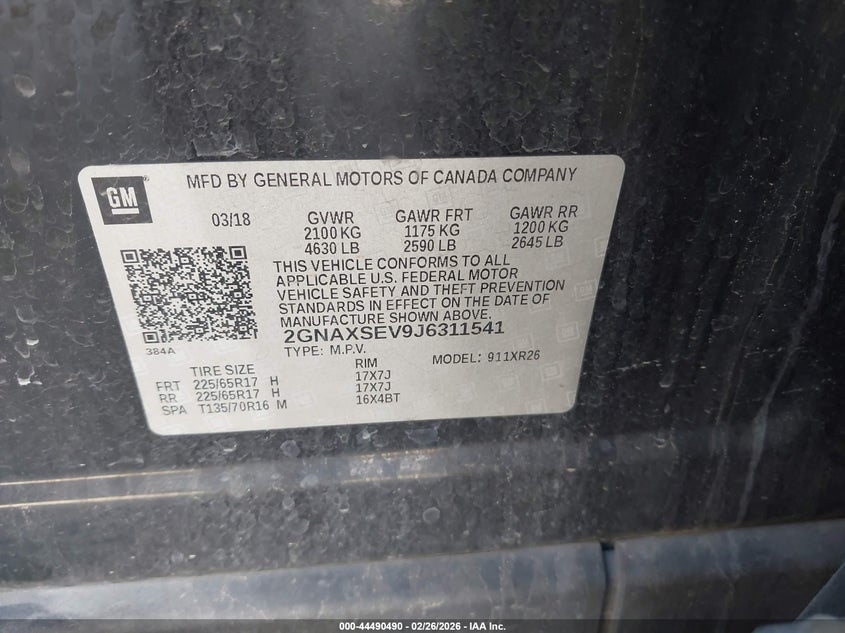 GM
MFD BY GENERAL MOTORS OF CANADA COMPANY
03/18 GVWR GAWR FRT GAWR RR
2100 KG 1175 KG 1200 KG
4630 LB 2590 LB 2645 LB
THIS VEHICLE CONFORMS TO ALL
APPLICABLE U.S. FEDERAL MOTOR
VEHICLE SAFETY AND THEFT PREVENTION
STANDARDS IN EFFECT ON THE DATE OF
MANUFACTURE SHOWN ABOVE.
2GNAXSEV9J6311541
384A
TYPE: M.P.V. MODEL: 911XR26
TIRE SIZE RIM
FRT 225/65R17 H 17X7J
RR 225/65R17 H 17X7J
SPA T135/70R16 M 16X4BT
000-44490490 - 02/26/2026 - IAA Inc.